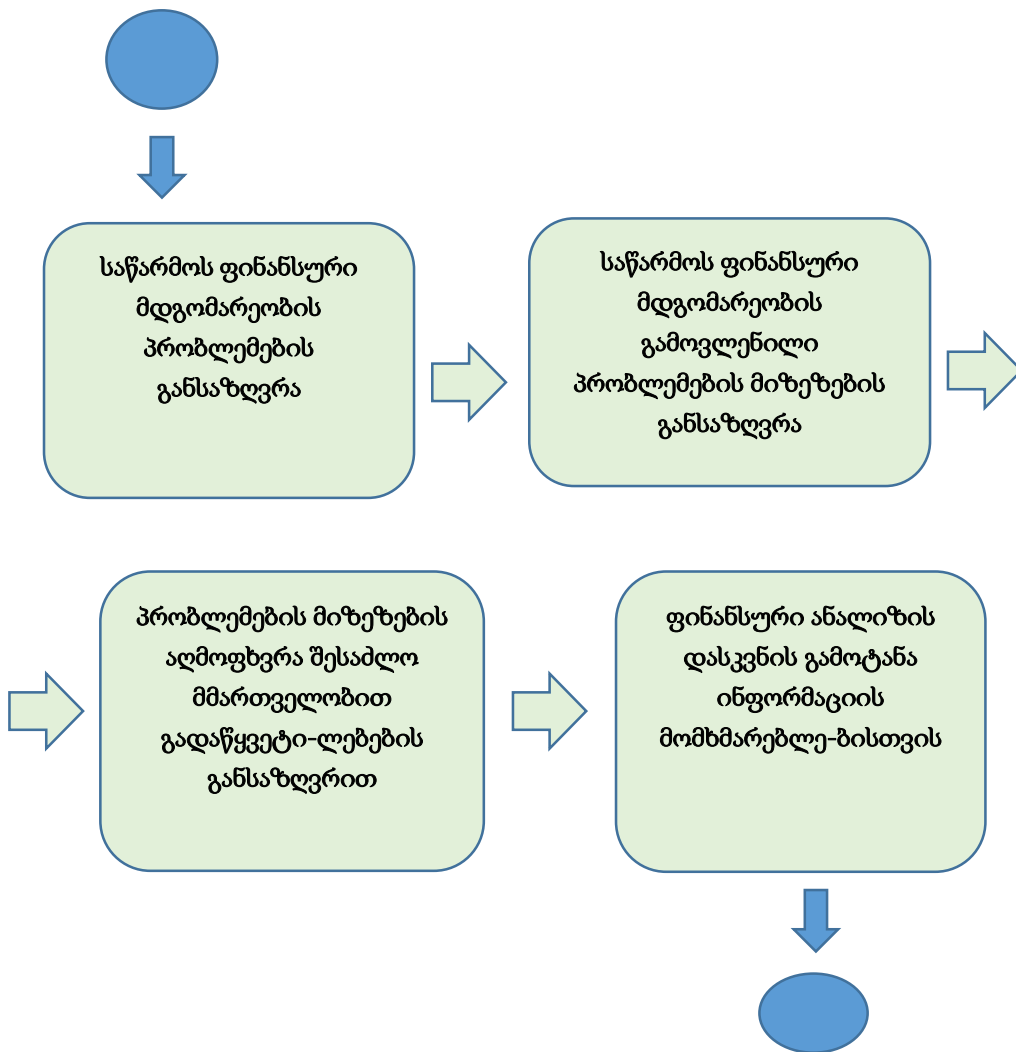 საწარმოს ფინანსური
მდგომარეობის
პრობლემების
განსაზღვრა
საწარმოს ფინანსური
მდგომარეობის
გამოვლენილი
პრობლემების მიზეზების
განსაზღვრა
პრობლემების მიზეზების
აღმოფხვრა შესაძლო
მმართველობით
გადაწყვეტი-ლებების
განსაზღვრით
ფინანსური ანალიზის
დასკვნის გამოტანა
ინფორმაციის
მომხმარებლე-ბისთვის